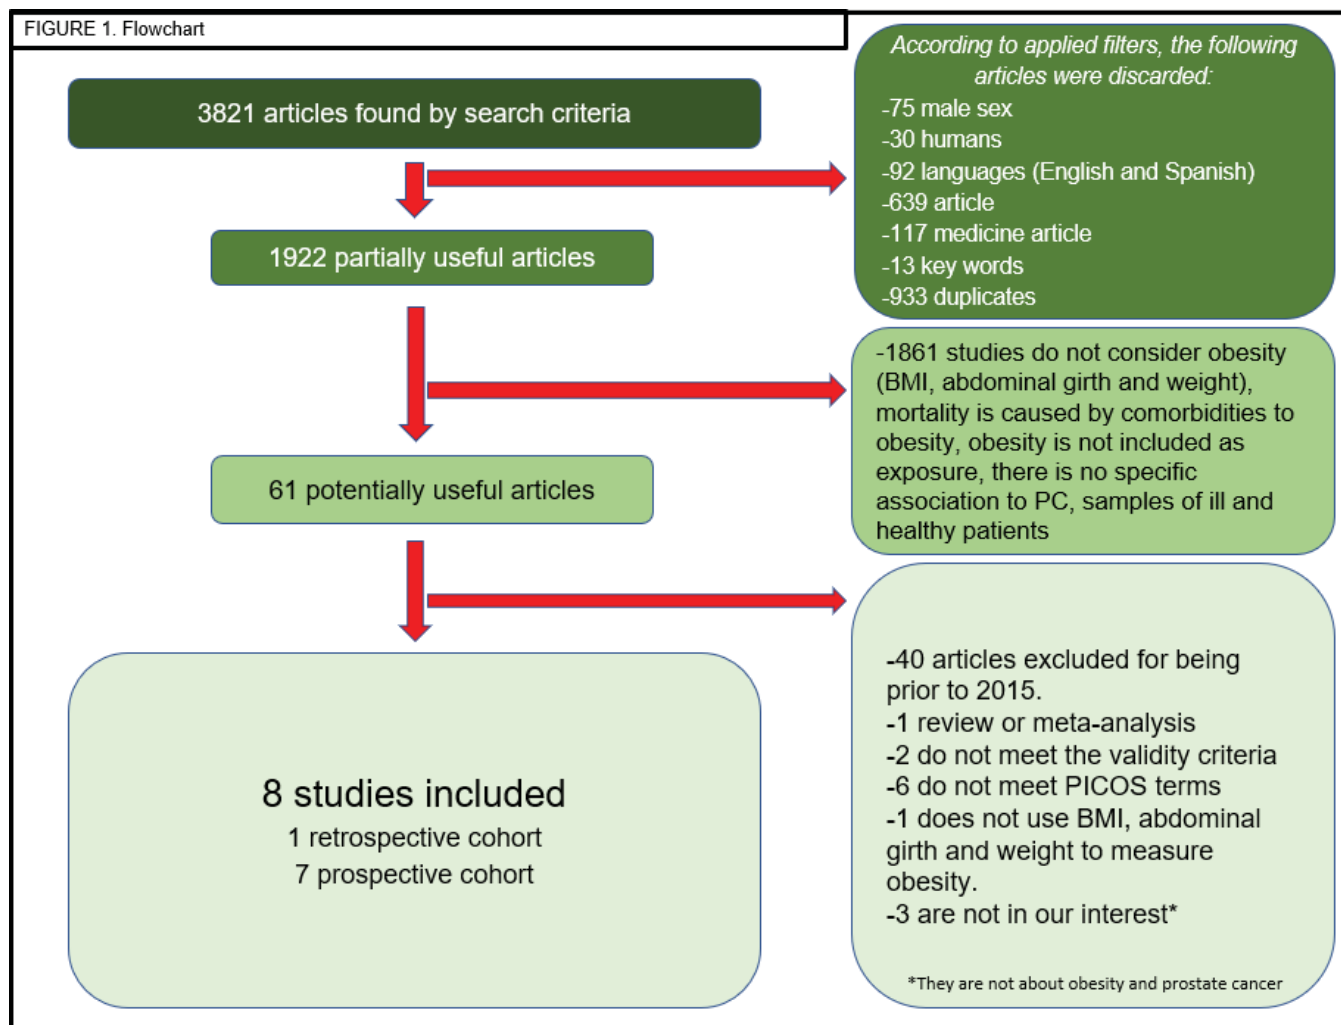 FIGURE 1. Flowchart
3821 articles found by search criteria
According to applied filters, the following
articles were discarded:
-75 male sex
-30 humans
-92 languages (English and Spanish)
-639 article
-117 medicine article
-13 key words
-933 duplicates
1922 partially useful articles
-1861 studies do not consider obesity
(BMI, abdominal girth and weight),
mortality is caused by comorbidities to
obesity, obesity is not included as
exposure, there is no specific
association to PC, samples of ill and
healthy patients
61 potentially useful articles
-40 articles excluded for being
prior to 2015.
-1 review or meta-analysis
-2 do not meet the validity criteria
-6 do not meet PICOS terms
-1 does not use BMI, abdominal
girth and weight to measure
obesity.
-3 are not in our interest*
*They are not about obesity and prostate cancer
8 studies included
1 retrospective cohort
7 prospective cohort